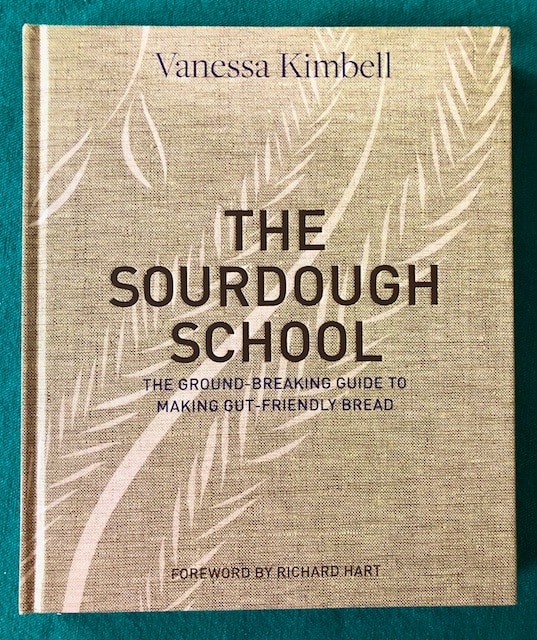 Vanessa Kimbell
THE
SOURDOUGH
SCHOOL
THE GROUND-BREAKING GUIDE TO
MAKING GUT-FRIENDLY BREAD
FOREWORD BY RICHARD HART